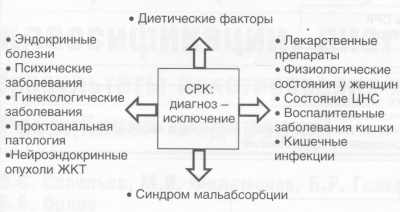 • Диетические факторы
• Эндокринные
болезни
• Психические
заболевания
• Гинекологические
заболевания
• Проктоанальная
патология
•Нейроэндокринные
опухоли ЖКТ
СРК:
диагноз –
исключение
• Лекарственные
препараты
• Физиологические
состояния у женщин
• Состояние ЦНС
• Воспалительные
заболевания кишки
• Кишечные
инфекции
• Синдром мальабсорбции